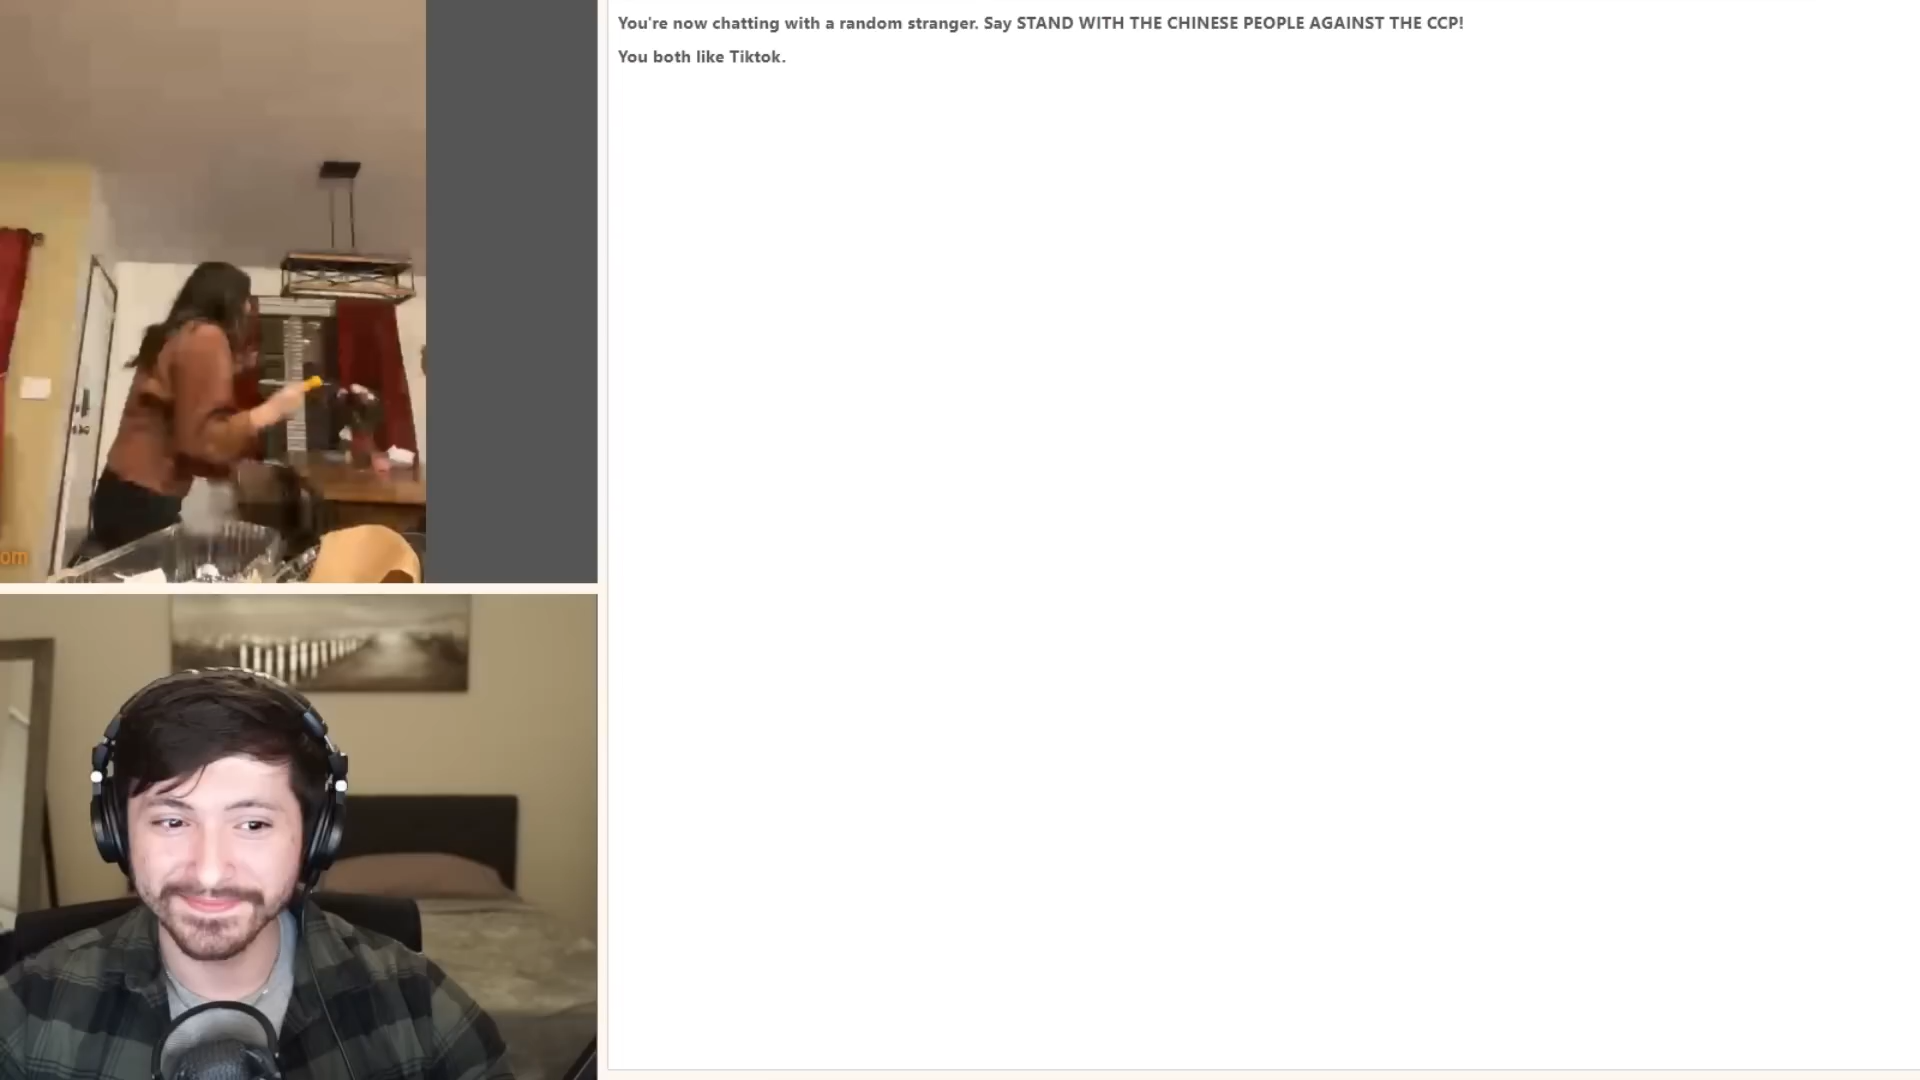 You're now chatting with a random stranger. Say STAND WITH THE CHINESE PEOPLE AGAINST THE CCP!
You both like Tiktok.
om